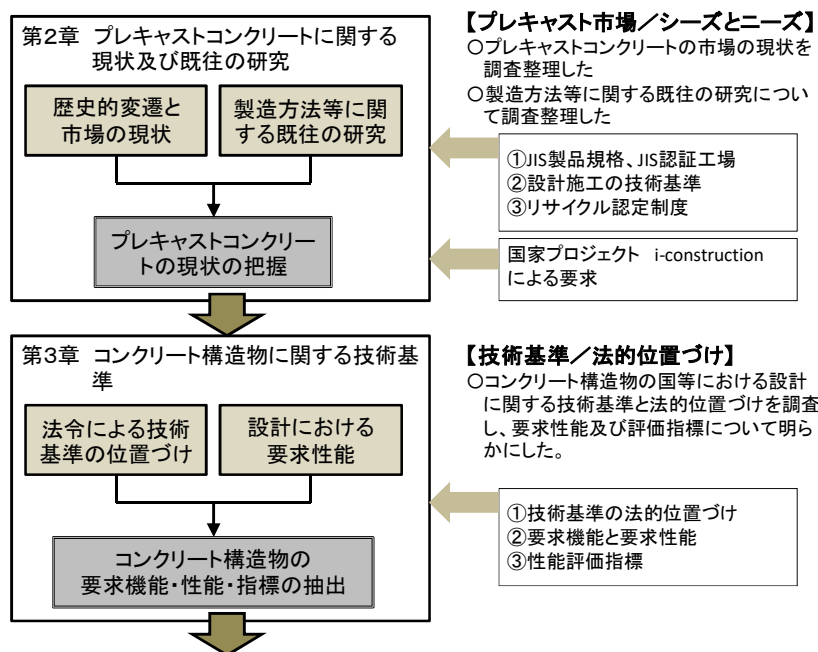 第2章 プレキャストコンクリートに関する
現状及び既往の研究
歴史的変遷と
市場の現状
製造方法等に関
する既往の研究
プレキャストコンクリー
トの現状の把握
【プレキャスト市場／シーズとニーズ】
○プレキャストコンクリートの市場の現状を
調査整理した
○製造方法等に関する既往の研究につい
て調査整理した
①JIS製品規格、JIS認証工場
②設計施工の技術基準
③リサイクル認定制度
国家プロジェクト i-construction
による要求
第3章 コンクリート構造物に関する技術基
準
法令による技術
基準の位置づけ
設計における
要求性能
コンクリート構造物の
要求機能・性能・指標の抽出
【技術基準／法的位置づけ】
○コンクリート構造物の国等における設計
に関する技術基準と法的位置づけを調査
し、要求性能及び評価指標について明ら
かにした。
①技術基準の法的位置づけ
②要求機能と要求性能
③性能評価指標